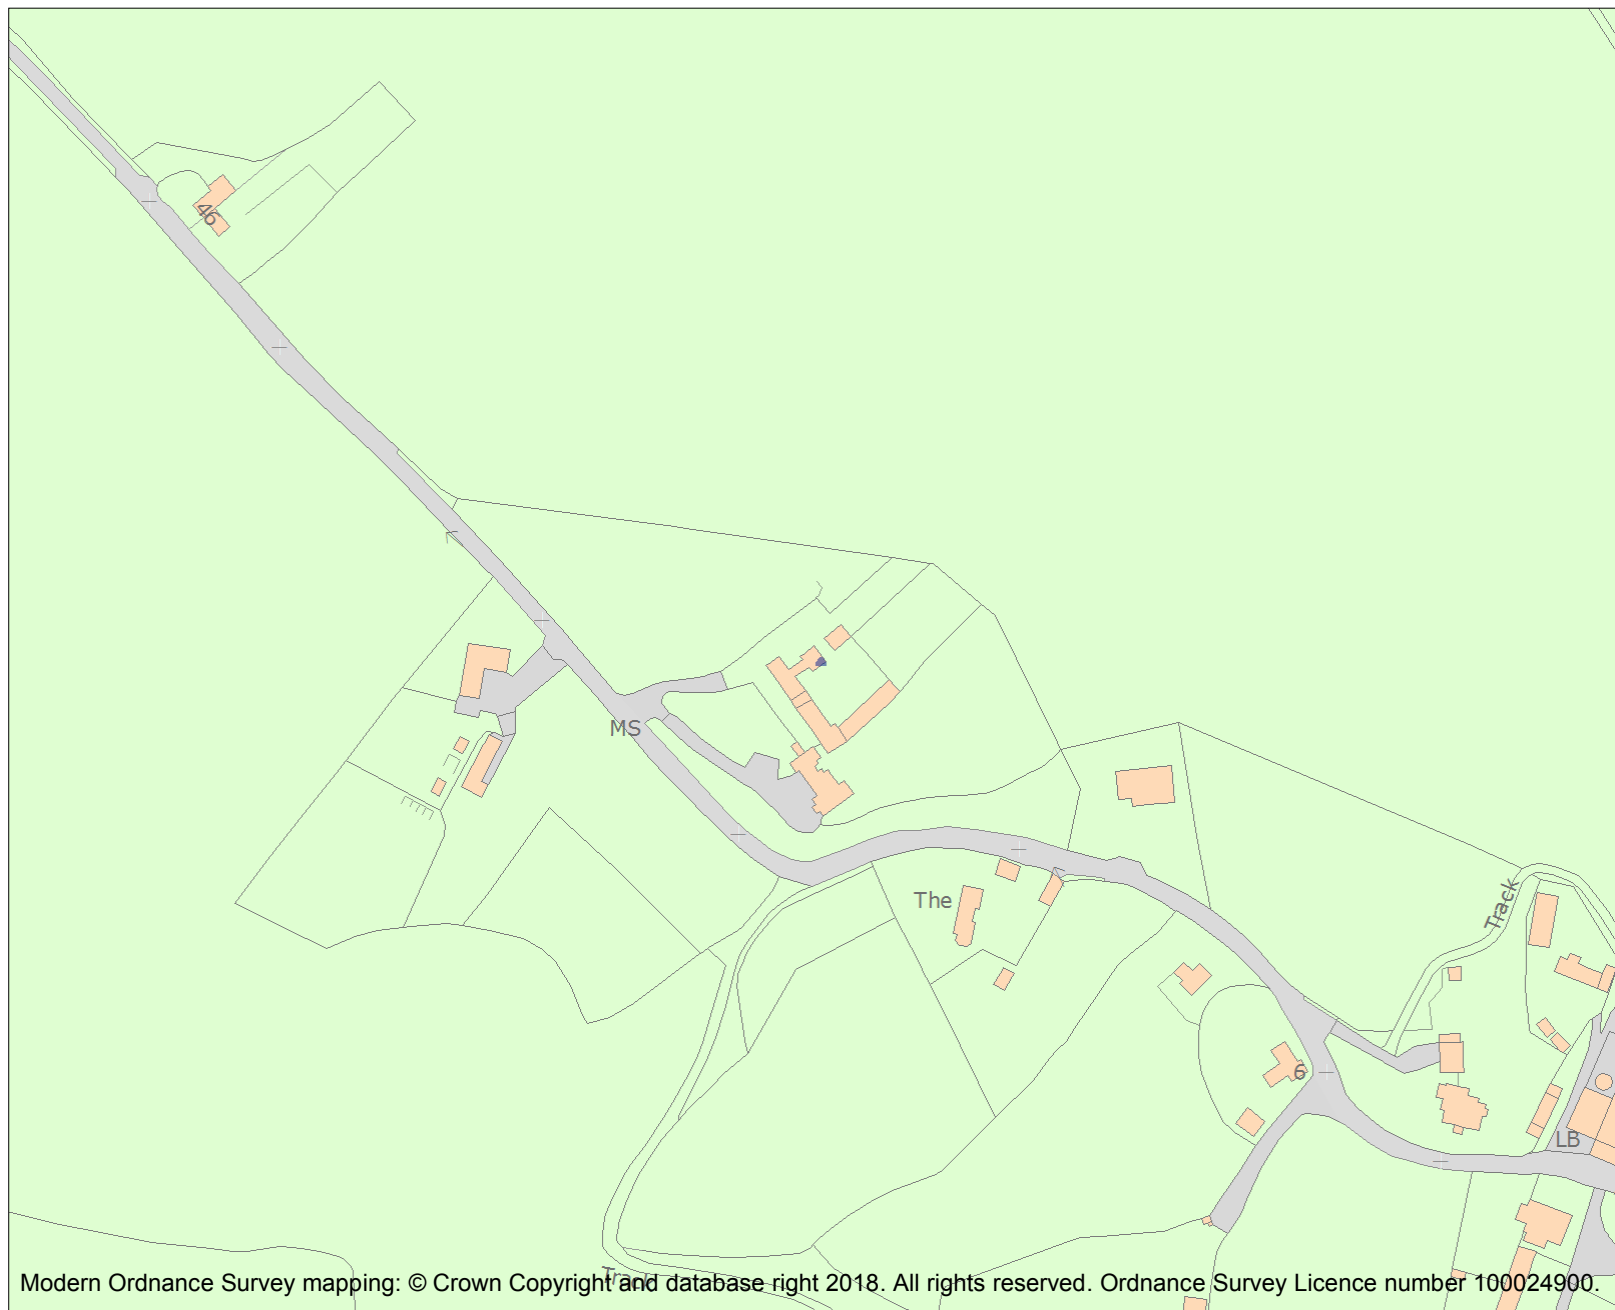 46
MS
The
Track
6
LB
Track
Modern Ordnance Survey mapping: © Crown Copyright and database right 2018. All rights reserved. Ordnance Survey Licence number 100024900.